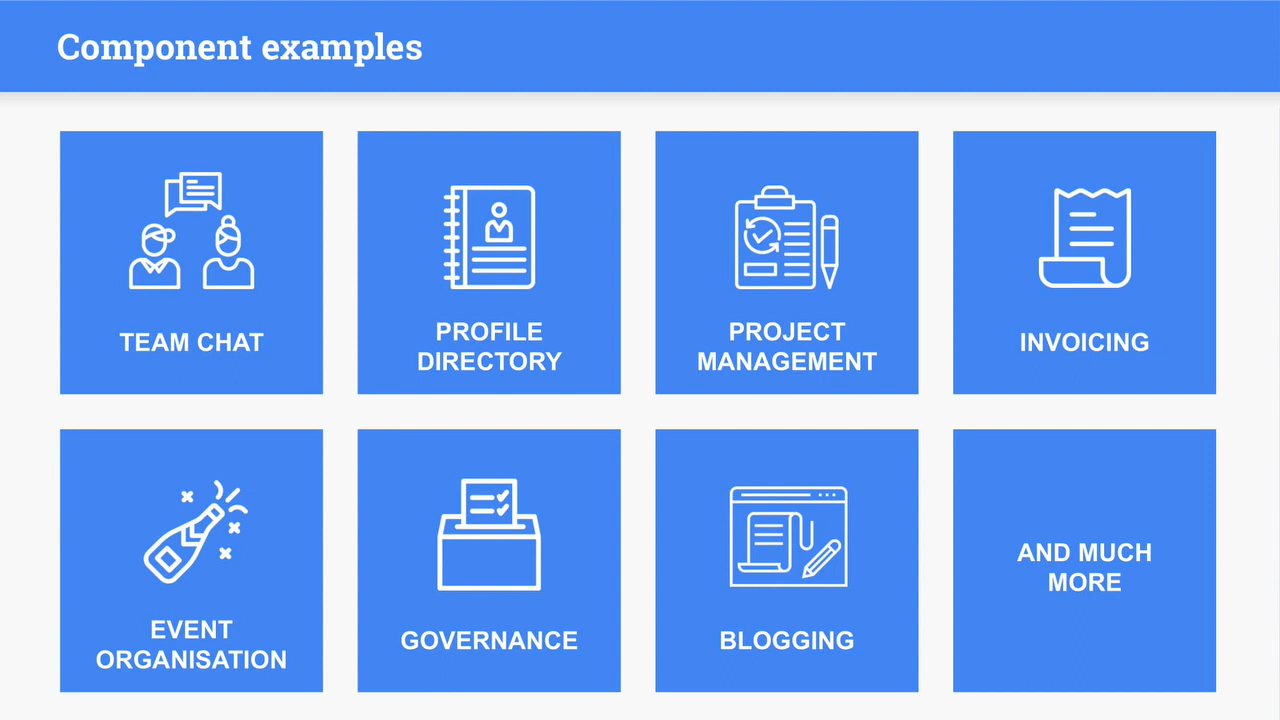 Component examples
TEAM CHAT
PROFILE
DIRECTORY
PROJECT
MANAGEMENT
INVOICING
EVENT
ORGANISATION
GOVERNANCE
BLOGGING
AND MUCH
MORE